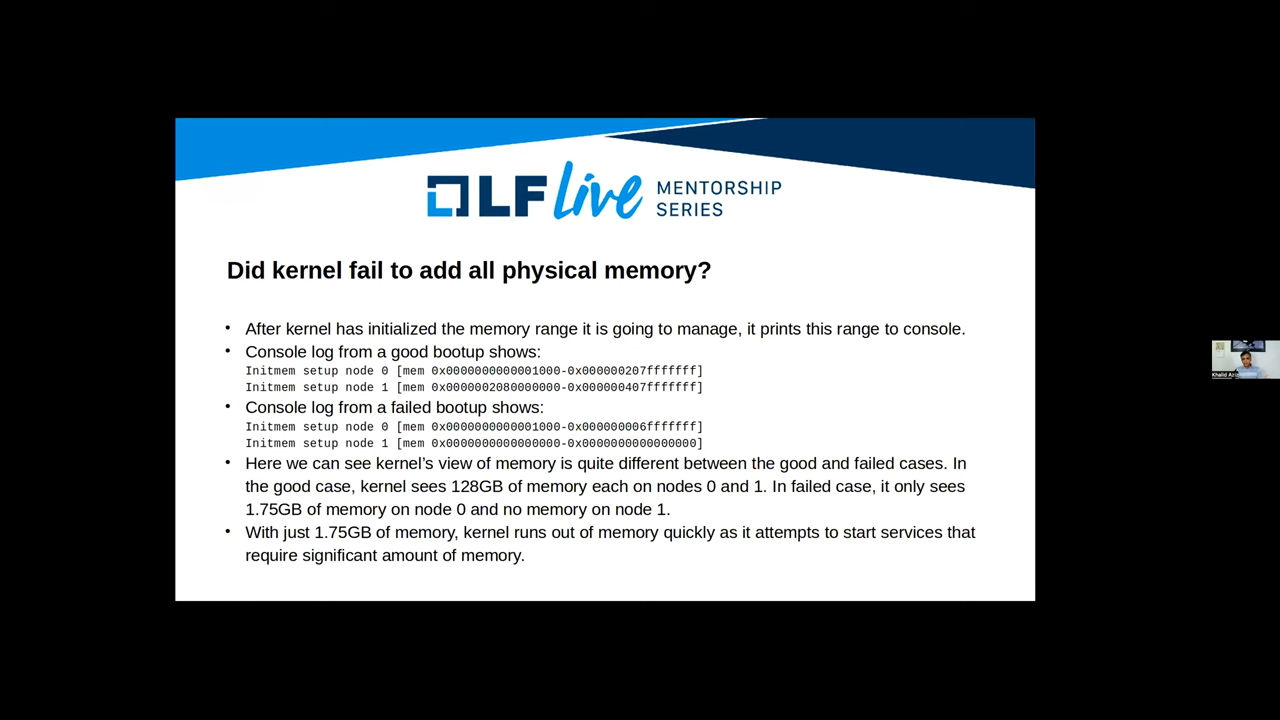 LF Live MENTORSHIP
SERIES
Did kernel fail to add all physical memory?
• After kernel has initialized the memory range it is going to manage, it prints this range to console.
• Console log from a good bootup shows:
Initmem setup node 0 [mem 0x0000000000001000-0x000000207fffffff]
Initmem setup node 1 [mem 0x0000002080000000-0x000000407fffffff]
• Console log from a failed bootup shows:
Initmem setup node 0 [mem 0x0000000000001000-0x000000006fffffff]
Initmem setup node 1 [mem 0x0000000000000000-0x0000000000000000]
• Here we can see kernel’s view of memory is quite different between the good and failed cases. In
the good case, kernel sees 128GB of memory each on nodes 0 and 1. In failed case, it only sees
1.75GB of memory on node 0 and no memory on node 1.
• With just 1.75GB of memory, kernel runs out of memory quickly as it attempts to start services that
require significant amount of memory.
Khalid Aziz